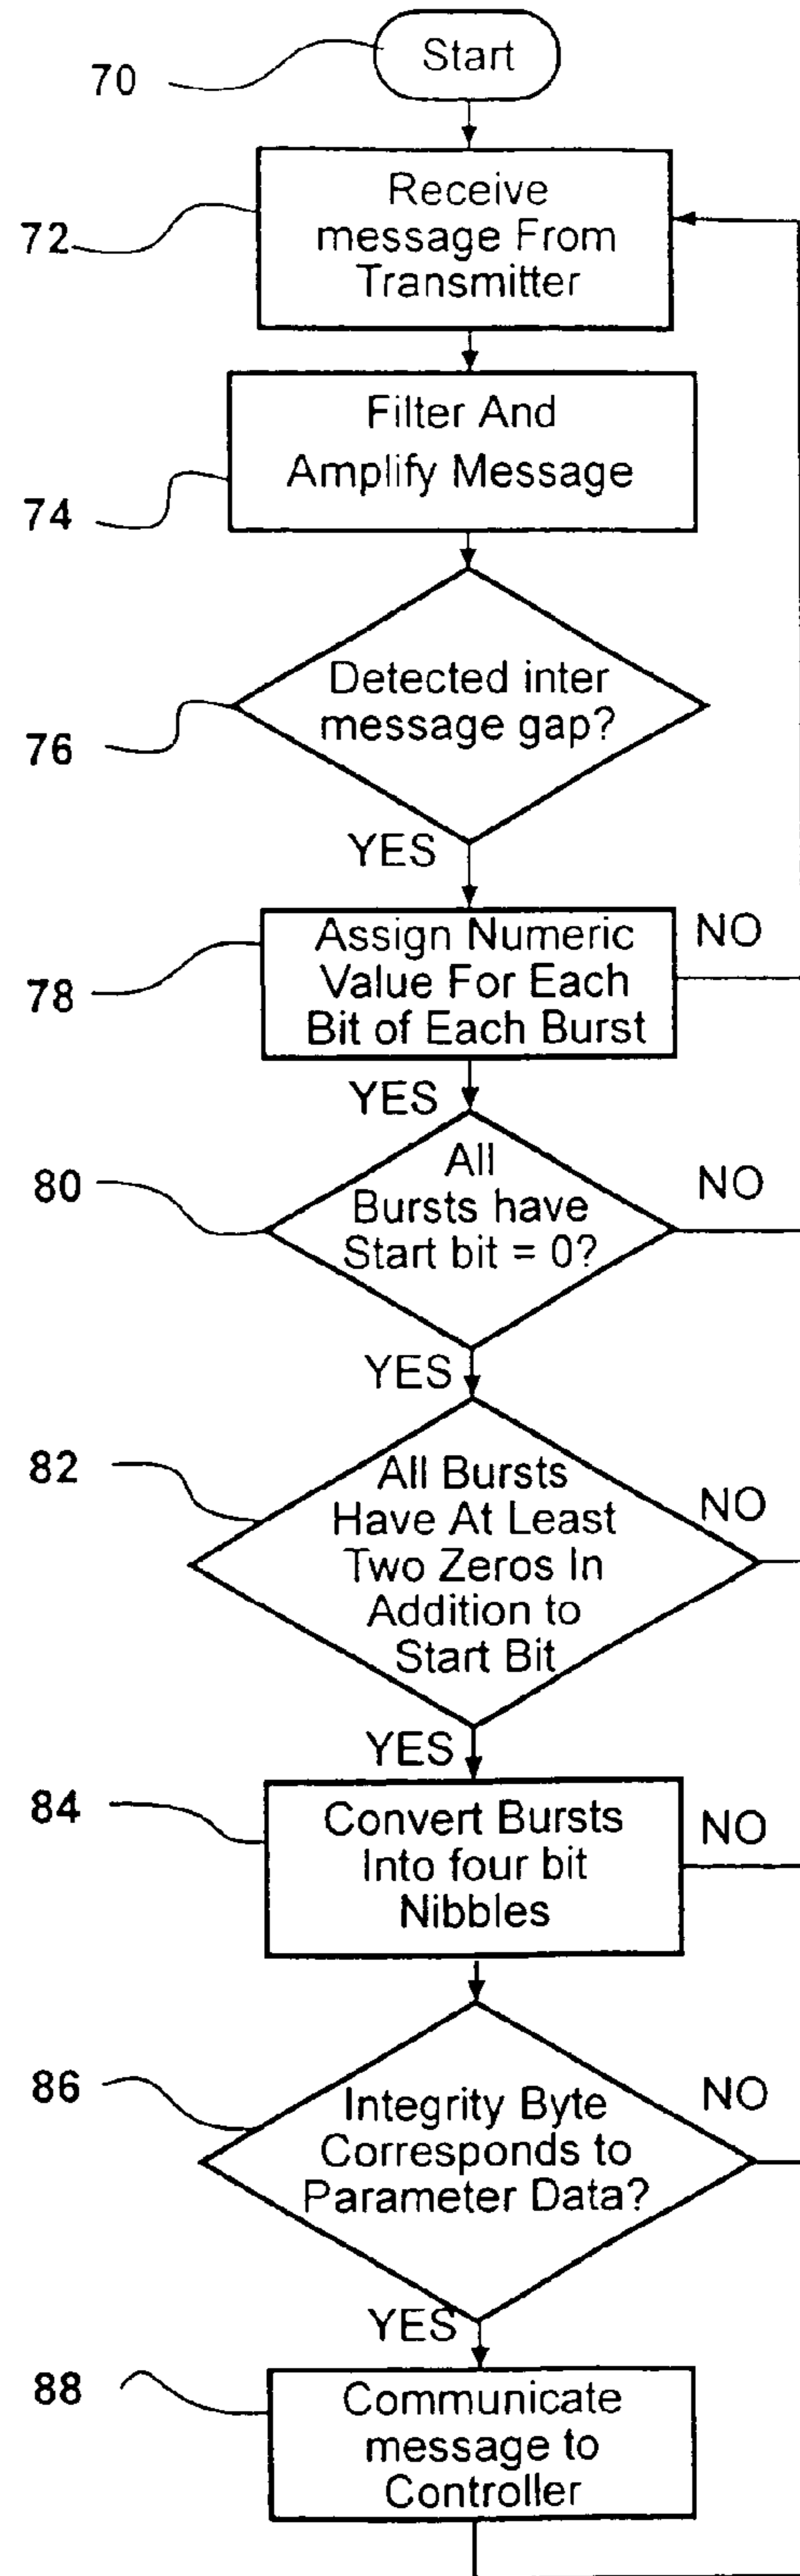 70
Start
72
Receive
message From
Transmitter
74
Filter And
Amplify Message
76
Detected inter
message gap?
YES
78
Assign Numeric
Value For Each
Bit of Each Burst
NO
YES
80
All
Bursts have
Start bit = 0?
NO
YES
82
All Bursts
Have At Least
Two Zeros In
Addition to
Start Bit
NO
YES
84
Convert Bursts
Into four bit
Nibbles
NO
86
Integrity Byte
Corresponds to
Parameter Data?
NO
YES
88
Communicate
message to
Controller